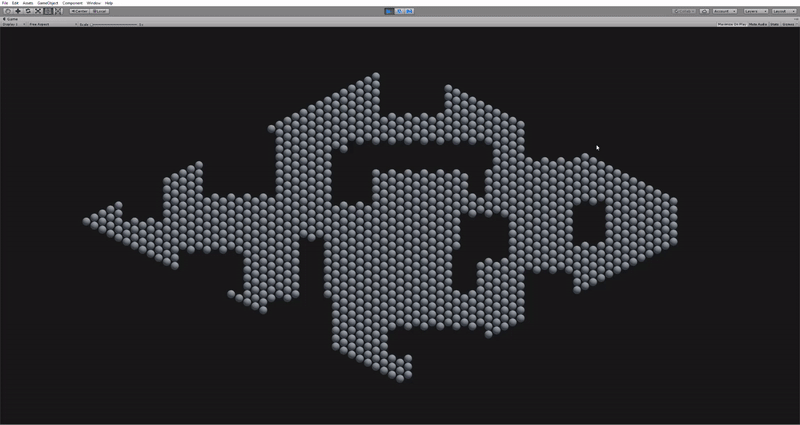 File Edit Assets GameObject Component Window Help
Center Local Account Layers Layout
Game
Display 1 Free Aspect Scale 1x Maximize On Play Mute Audio Stats Gizmos